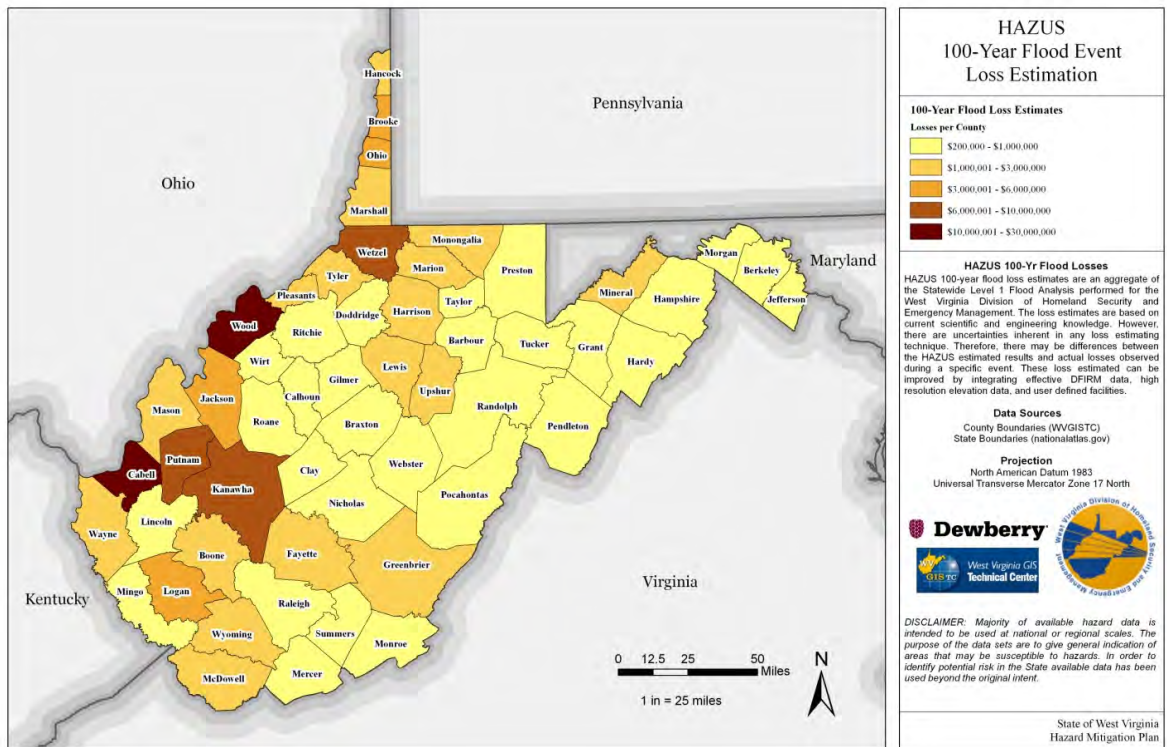 Hancock
Pennsylvania
Brooke
Ohio
Ohio
Marshall
Wetzel
Monongalia
Morgan
Maryland
Preston
Berkeley
Tyler
Marion
Jefferson
Pleasants
Mineral
Hampshire
Wood
Doddridge
Harrison
Taylor
Ritchie
Barbour
Tucker
Grant
Hardy
Wirt
Lewis
Gilmer
Upshur
Jackson
Calhoun
Randolph
Mason
Roane
Braxton
Pendleton
Putnam
Webster
Cabell
Clay
Kanawha
Pocahontas
Nicholas
Lincoln
Wayne
Boone
Fayette
Greenbrier
Virginia
Kentucky
Mingo
Logan
Raleigh
Wyoming
Summers
Monroe
McDowell
Mercer
0 12.5 25 50
Miles
1 in = 25 miles
N
HAZUS
100-Year Flood Event
Loss Estimation
100-Year Flood Loss Estimates
Losses per County
$200,000 - $1,000,000
$1,000,001 - $3,000,000
$3,000,001 - $6,000,000
$6,000,001 - $10,000,000
$10,000,001 - $30,000,000
HAZUS 100-Yr Flood Losses
HAZUS 100-year flood loss estimates are an aggregate of
the Statewide Level 1 Flood Analysis performed for the
West Virginia Division of Homeland Security and
Emergency Management. The loss estimates are based on
current scientific and engineering knowledge. However,
there are uncertainties inherent in any loss estimating
technique. Therefore, there may be differences between
the HAZUS estimated results and actual losses observed
during a specific event. These loss estimated can be
improved by integrating effective DFIRM data, high
resolution elevation data, and user defined facilities.
Data Sources
County Boundaries (WVGISTC)
State Boundaries (nationalatlas.gov)
Projection
North American Datum 1983
Universal Transverse Mercator Zone 17 North
Dewberry
West Virginia Division of Homeland Security and Emergency Management
WV
GIS TC
West Virginia GIS
Technical Center
DISCLAIMER: Majority of available hazard data is
intended to be used at national or regional scales. The
purpose of the data sets are to give general indication of
areas that may be susceptible to hazards. In order to
identify potential risk in the State available data has been
used beyond the original intent.
State of West Virginia
Hazard Mitigation Plan